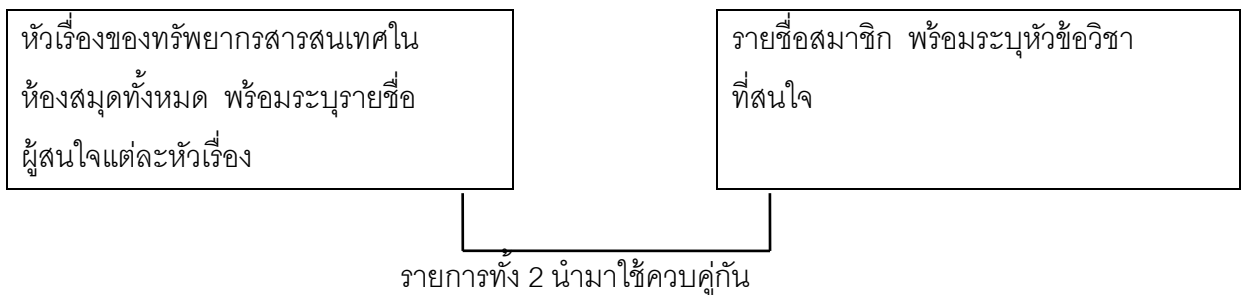 หัวเรื่องของทรัพยากรสารสนเทศใน
ห้องสมุดทั้งหมด พร้อมระบุรายชื่อ
ผู้สนใจแต่ละหัวเรื่อง
รายชื่อสมาชิก พร้อมระบุหัวข้อวิชา
ที่สนใจ
รายการทั้ง 2 นำมาใช้ควบคู่กัน